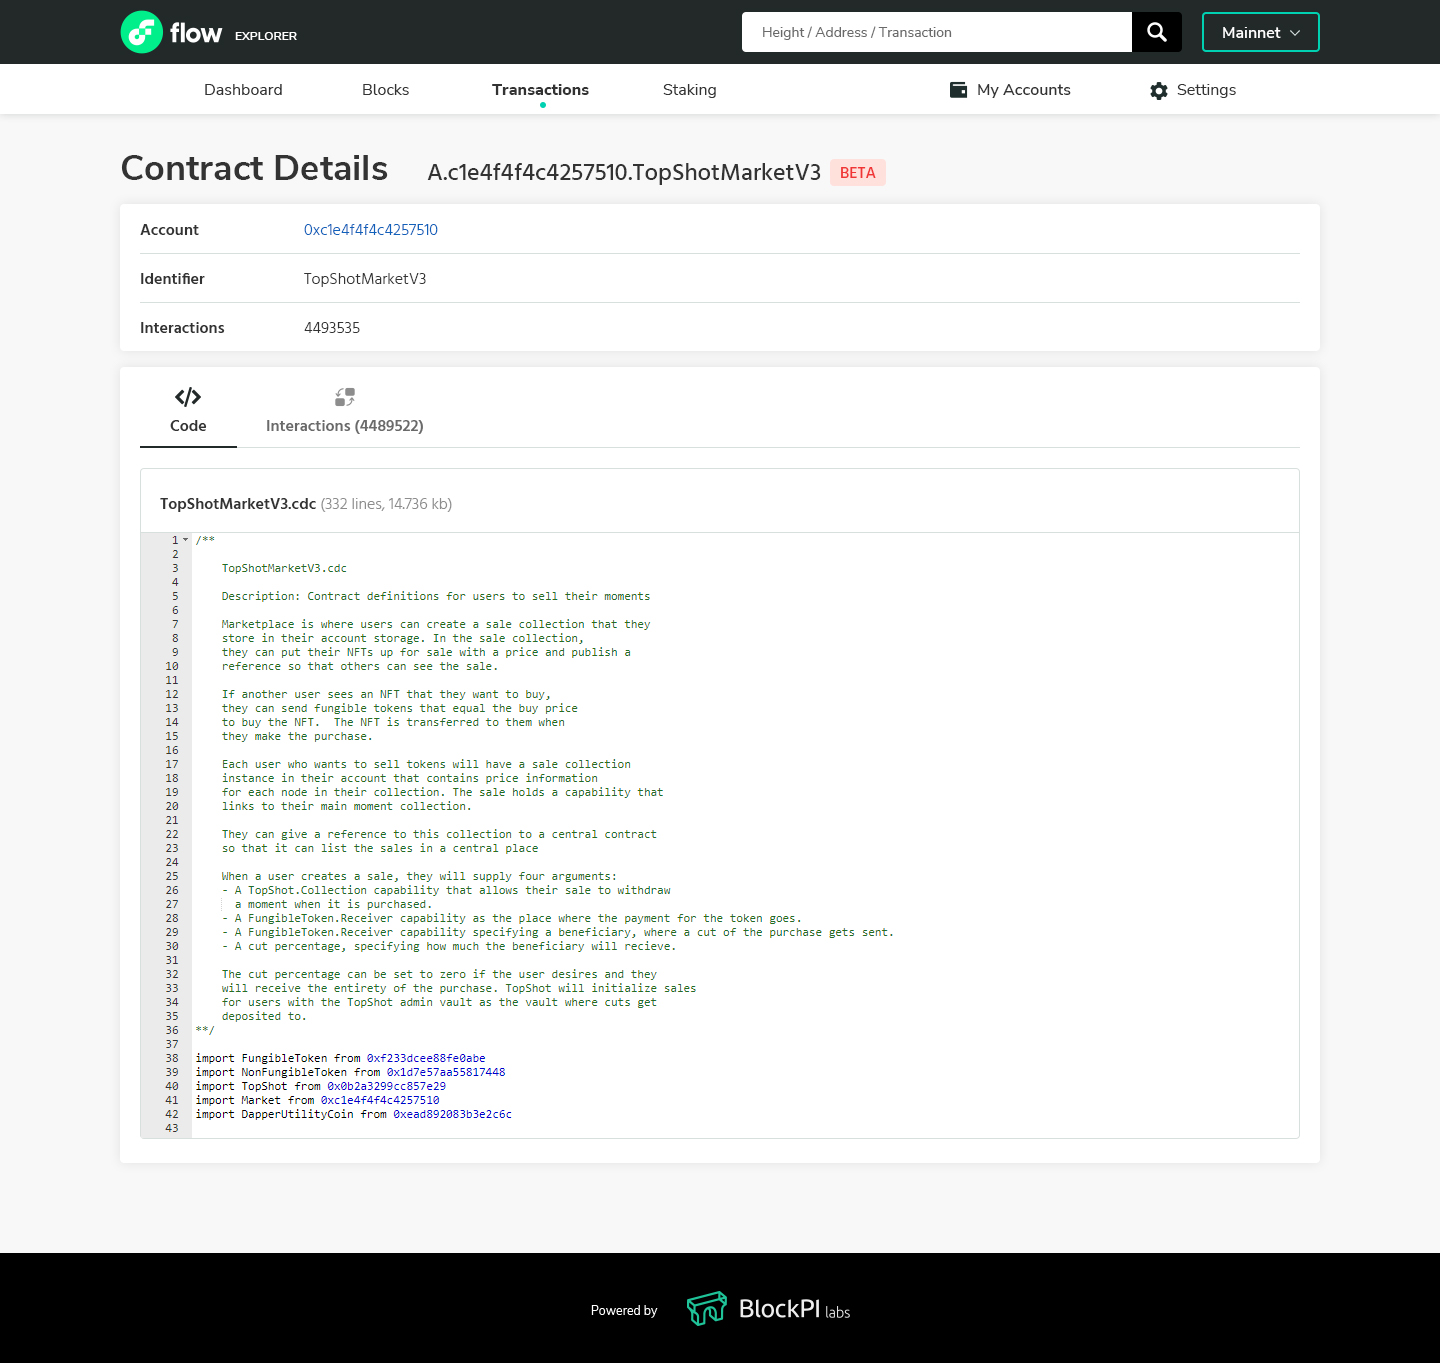 flow EXPLORER
Height / Address / Transaction
Mainnet
Dashboard Blocks Transactions Staking My Accounts Settings
Contract Details A.c1e4f4f4c4257510.TopShotMarketV3 BETA
Account 0xc1e4f4f4c4257510
Identifier TopShotMarketV3
Interactions 4493535
Code Interactions (4489522)
TopShotMarketV3.cdc (332 lines, 14.736 kb)
1 /**
2
3 TopShotMarketV3.cdc
4
5 Description: Contract definitions for users to sell their moments
6
7 Marketplace is where users can create a sale collection that they
8 store in their account storage. In the sale collection,
9 they can put their NFTs up for sale with a price and publish a
10 reference so that others can see the sale.
11
12 If another user sees an NFT that they want to buy,
13 they can send fungible tokens that equal the buy price
14 to buy the NFT.  The NFT is transferred to them when
15 they make the purchase.
16
17 Each user who wants to sell tokens will have a sale collection
18 instance in their account that contains price information
19 for each node in their collection. The sale holds a capability that
20 links to their main moment collection.
21
22 They can give a reference to this collection to a central contract
23 so that it can list the sales in a central place
24
25 When a user creates a sale, they will supply four arguments:
26 - A TopShot.Collection capability that allows their sale to withdraw
27 a moment when it is purchased.
28 - A FungibleToken.Receiver capability as the place where the payment for the token goes.
29 - A FungibleToken.Receiver capability specifying a beneficiary, where a cut of the purchase gets sent.
30 - A cut percentage, specifying how much the beneficiary will recieve.
31
32 The cut percentage can be set to zero if the user desires and they
33 will receive the entirety of the purchase. TopShot will initialize sales
34 for users with the TopShot admin vault as the vault where cuts get
35 deposited to.
36 **/
37
38 import FungibleToken from 0xf233dcee88fe0abe
39 import NonFungibleToken from 0x1d7e57aa55817448
40 import TopShot from 0x0b2a3299cc857e29
41 import Market from 0xc1e4f4f4c4257510
42 import DapperUtilityCoin from 0xead892083b3e2c6c
43
Powered by BlockPI labs